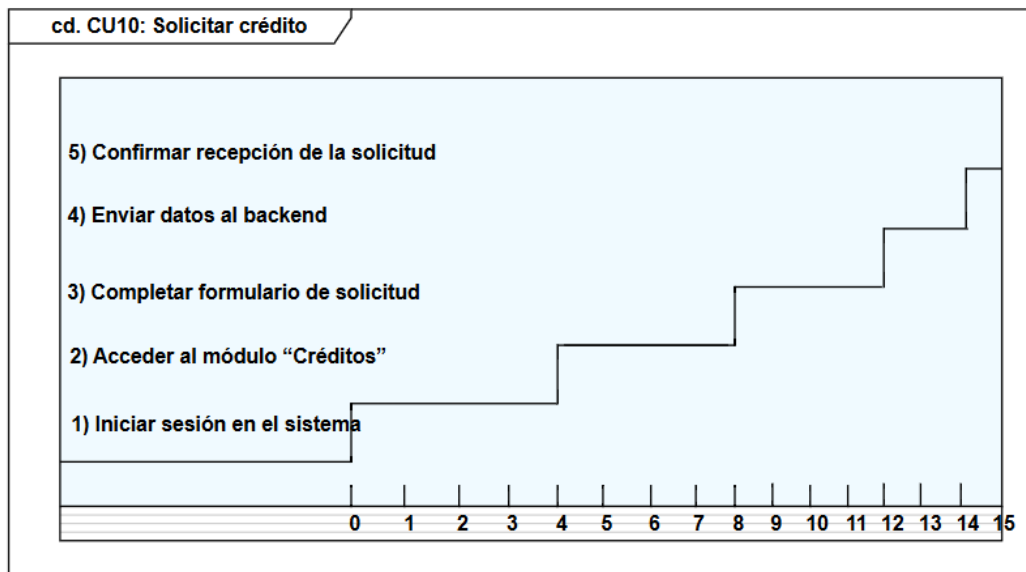 cd. CU10: Solicitar crédito
5) Confirmar recepción de la solicitud
4) Enviar datos al backend
3) Completar formulario de solicitud
2) Acceder al módulo “Créditos”
1) Iniciar sesión en el sistema
0 1 2 3 4 5 6 7 8 9 10 11 12 13 14 15